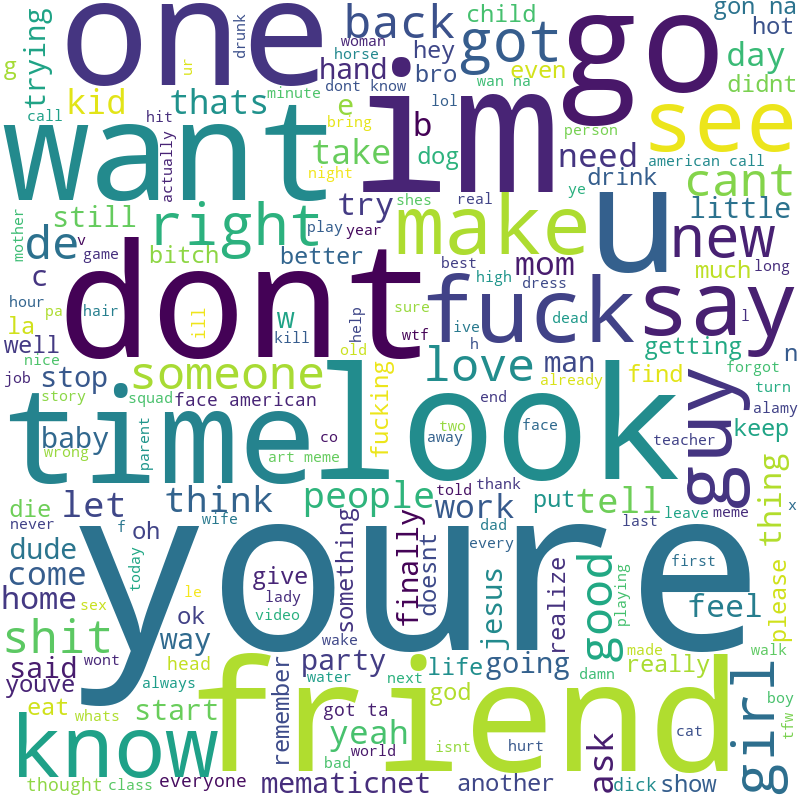 one
im
go
back
got
child
gon na
hot
hey
bro
even
day
didnt
trying
g
call
kid
ur
drunk
thats
minute
hit
actually
woman
horse
hand
dont know
e
bring
lol
wan na
b
see
person
want
take
dog
need
american call
night
drink
cant
ye
mother
still
de
v
game
right
bitch
try
shes
real
play
year
make
u
little
new
c
better
mom
best
dress
high
much
long
hour
pa
hair
ill
dont
w
kill
help
sure
wtf
fuck
say
la
well
nice
old
ive
h
dead
l
getting
n
job
stop
someone
love
man
already
find
forgot
turn
story
squad
face american
fucking
end
guy
alamy
time
look
baby
wrong
parent
co
art meme
two
away
face
teacher
keep
die
let
think
people
told
thank
work
put
tell
thing
meme
never
f
oh
wife
last
leave
x
dude
youre
something
finally
doesnt
dad
every
first
come
today
give
lady
jesus
realize
good
playing
please
home
sex
le
ok
video
feel
shit
way
wake
said
wont
head
party
life
going
made
really
walk
youve
always
water
next
god
damn
boy
eat
whats
start
remember
friend
got ta
yeah
isnt
hurt
cat
girl
tfw
know
world
bad
ask
thought
class
everyone
mematicnet
another
dick
show